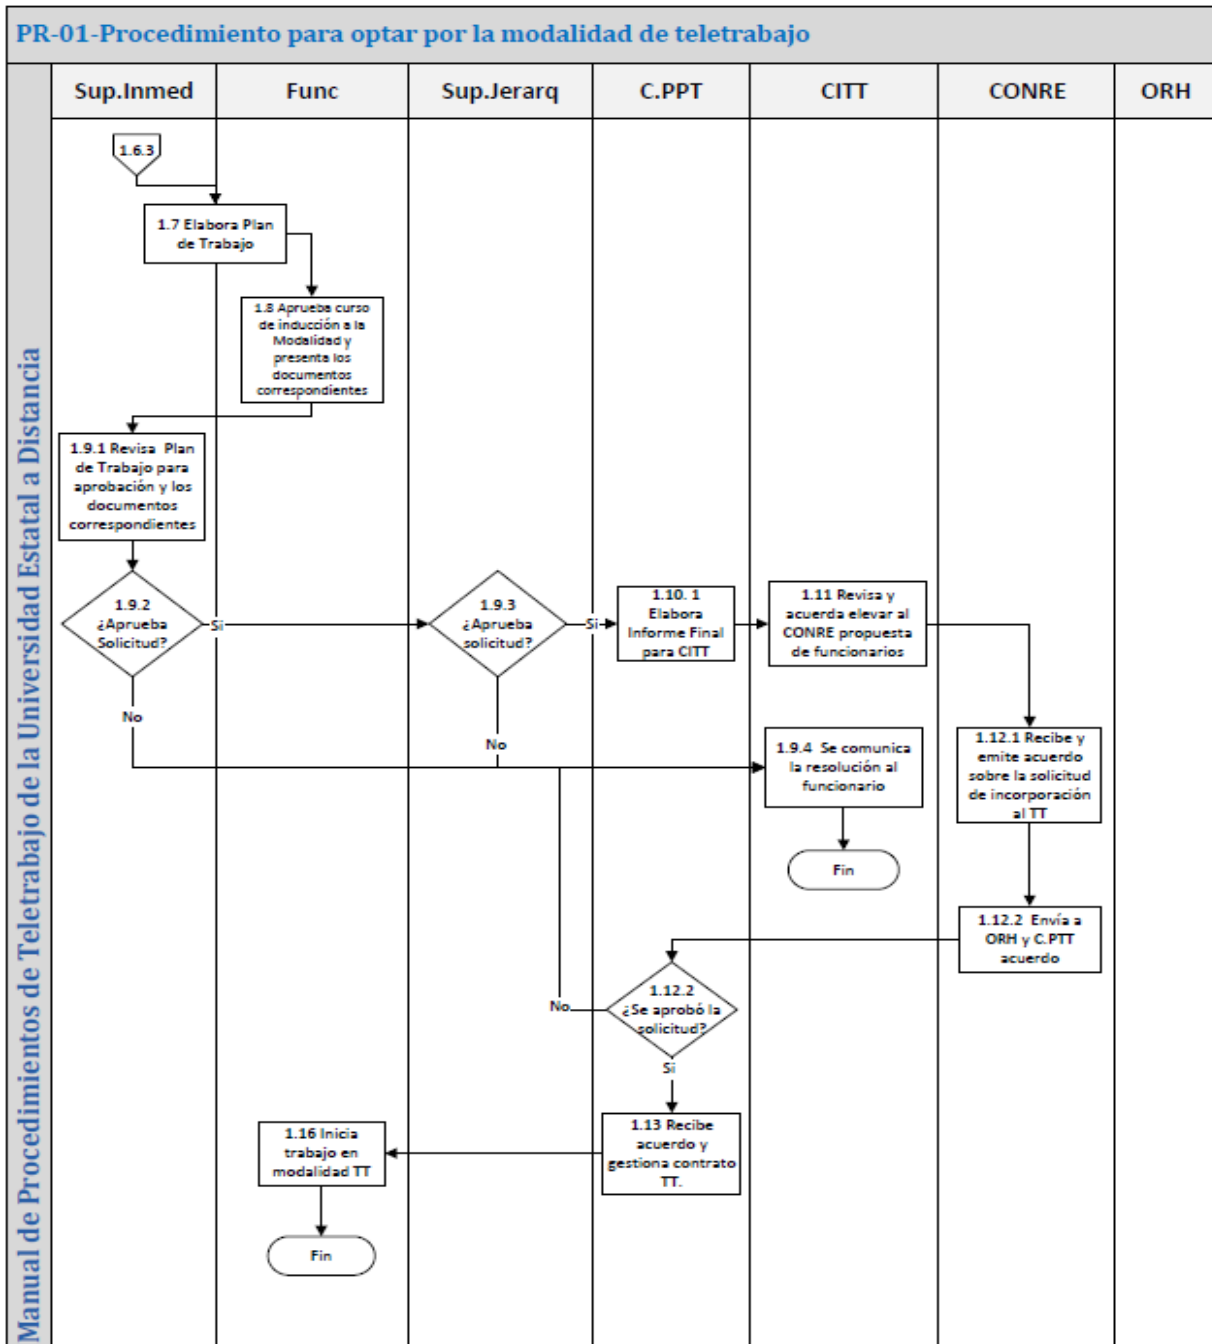 PR-01-Procedimiento para optar por la modalidad de teletrabajo
Manual de Procedimientos de Teletrabajo de la Universidad Estatal a Distancia
Sup.Inmed
Func
Sup.Jerarq
C.PPT
CITT
CONRE
ORH
1.6.3
1.7 Elabora Plan
de Trabajo
1.8 Aprueba curso
de inducción a la
Modalidad y
presenta los
documentos
correspondientes
1.9.1 Revisa Plan
de Trabajo para
aprobación y los
documentos
correspondientes
1.9.2
¿Aprueba
Solicitud?
Si
No
1.9.3
¿Aprueba
solicitud?
Si
No
1.10. 1
Elabora
Informe Final
para CITT
1.11 Revisa y
acuerda elevar al
CONRE propuesta
de funcionarios
1.9.4 Se comunica
la resolución al
funcionario
Fin
1.12.1 Recibe y
emite acuerdo
sobre la solicitud
de incorporación
al TT
1.12.2 Envía a
ORH y C.PTT
acuerdo
1.12.2
¿Se aprobó la
solicitud?
No
Si
1.13 Recibe
acuerdo y
gestiona contrato
TT.
1.16 Inicia
trabajo en
modalidad TT
Fin